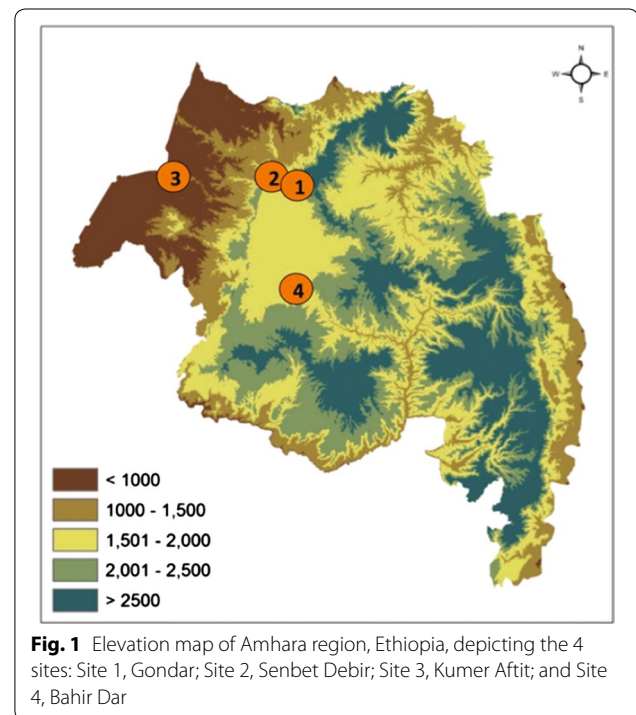 N
W E
S
3
2
1
4
< 1000
1000 - 1,500
1,501 - 2,000
2,001 - 2,500
> 2500
Fig. 1 Elevation map of Amhara region, Ethiopia, depicting the 4
sites: Site 1, Gondar; Site 2, Senbet Debir; Site 3, Kumer Aftit; and Site
4, Bahir Dar